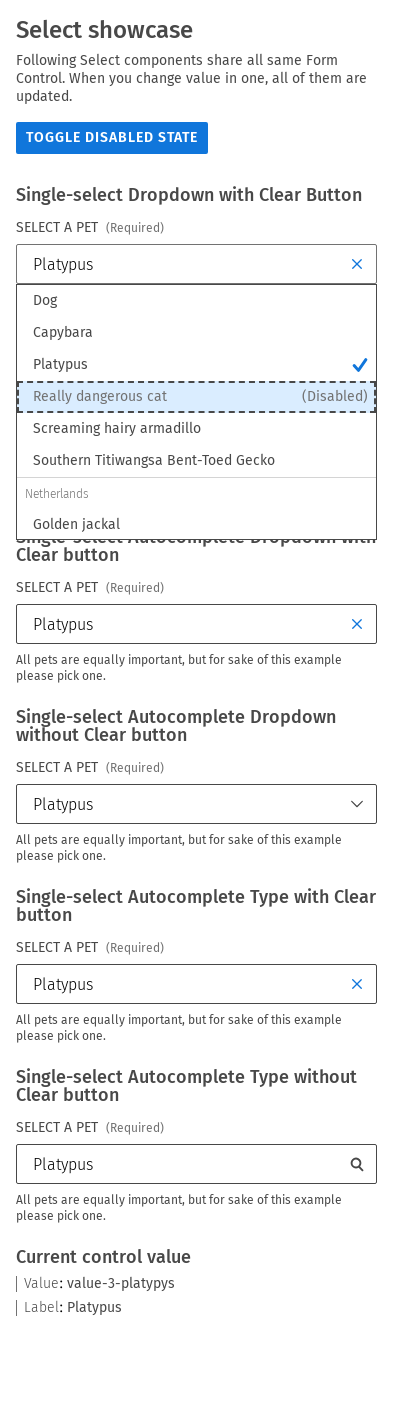 Select showcase
Following Select components share all same Form
Control. When you change value in one, all of them are
updated.
TOGGLE DISABLED STATE
Single-select Dropdown with Clear Button
SELECT A PET (Required)
Platypus
Dog
Capybara
Platypus
Really dangerous cat (Disabled)
Screaming hairy armadillo
Southern Titiwangsa Bent-Toed Gecko
Netherlands
Golden jackal
Single-select Autocomplete Dropdown with
Clear button
SELECT A PET (Required)
Platypus
All pets are equally important, but for sake of this example
please pick one.
Single-select Autocomplete Dropdown
without Clear button
SELECT A PET (Required)
Platypus
All pets are equally important, but for sake of this example
please pick one.
Single-select Autocomplete Type with Clear
button
SELECT A PET (Required)
Platypus
All pets are equally important, but for sake of this example
please pick one.
Single-select Autocomplete Type without
Clear button
SELECT A PET (Required)
Platypus
All pets are equally important, but for sake of this example
please pick one.
Current control value
Value: value-3-platypys
Label: Platypus